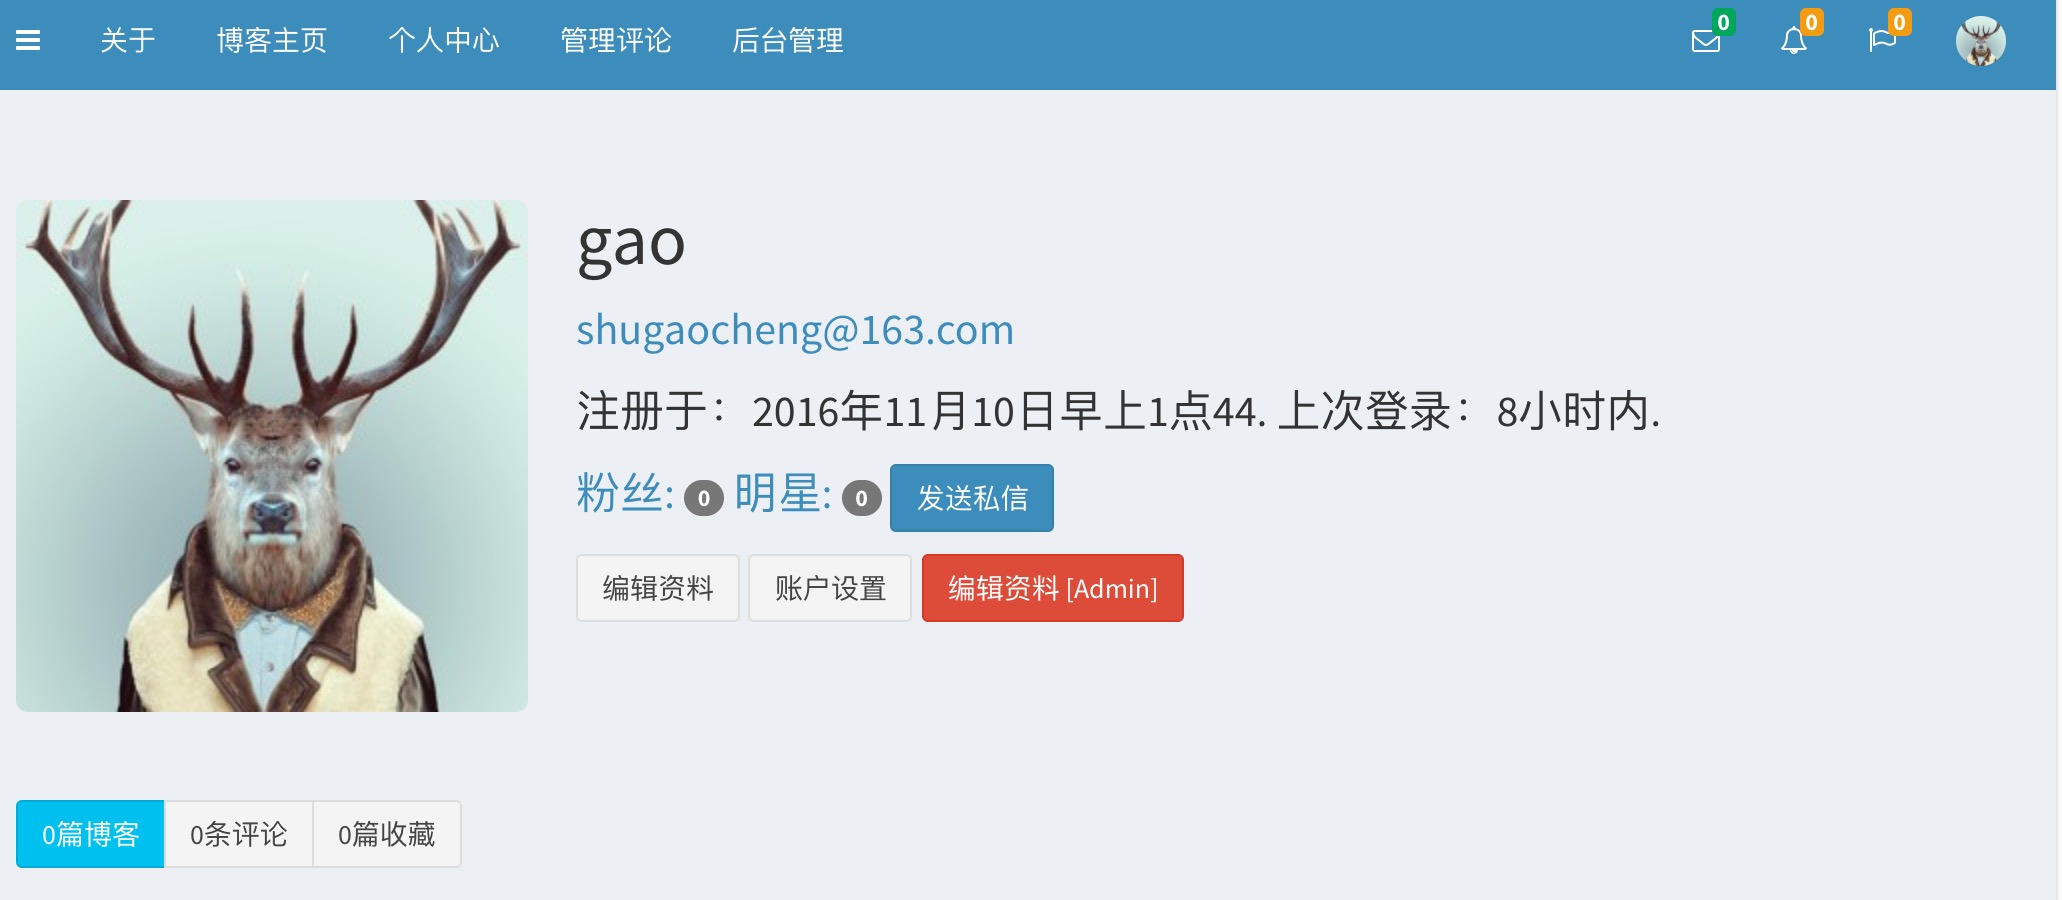 关于 博客主页 个人中心 管理评论 后台管理 0 0 0
gao
shugaocheng@163.com
注册于：2016年11月10日早上1点44. 上次登录：8小时内.
粉丝: 0 明星: 0 发送私信
编辑资料 账户设置 编辑资料 [Admin]
0篇博客 0条评论 0篇收藏